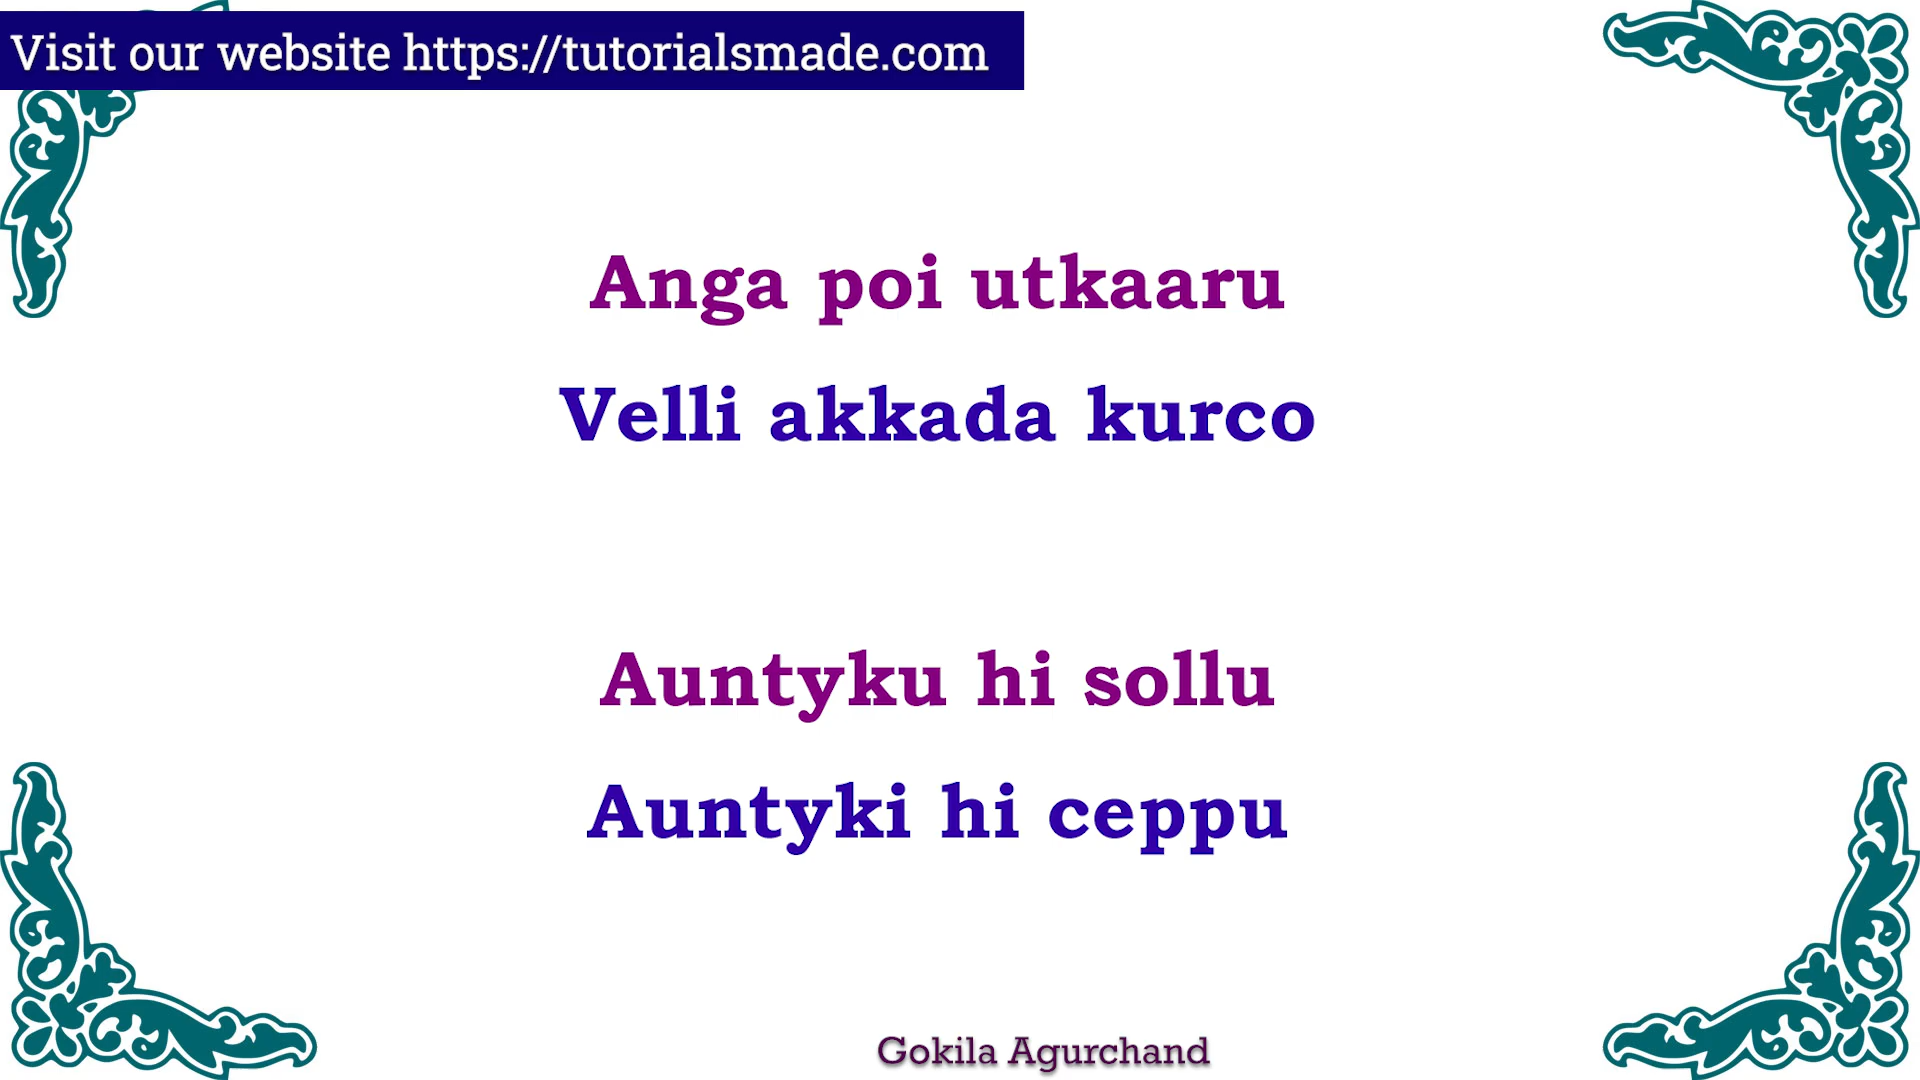 Visit our website https://tutorialsmade.com
Anga poi utkaaru
Velli akkada kurco
Auntyku hi sollu
Auntyki hi ceppu
Gokila Agurchand